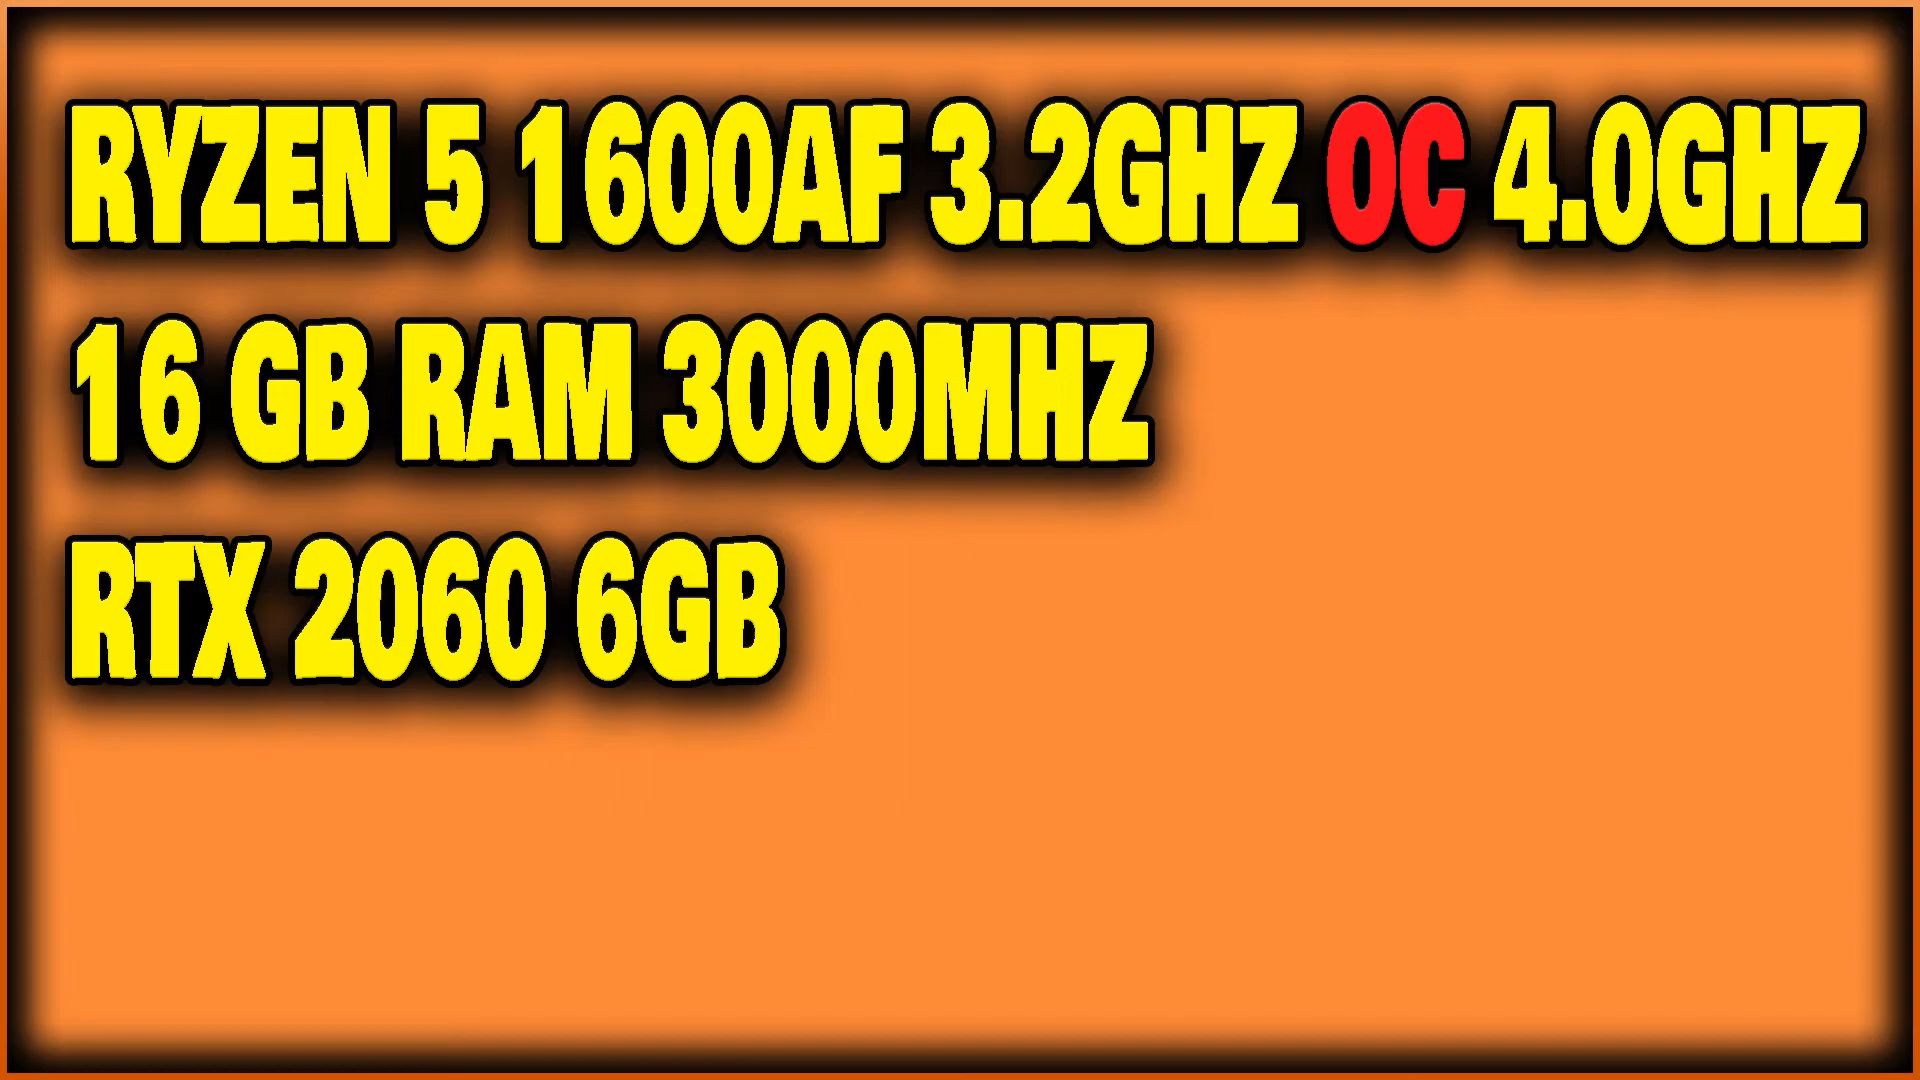 RYZEN 5 1600AF 3.2GHZ OC 4.0GHZ
16 GB RAM 3000MHZ
RTX 2060 6GB